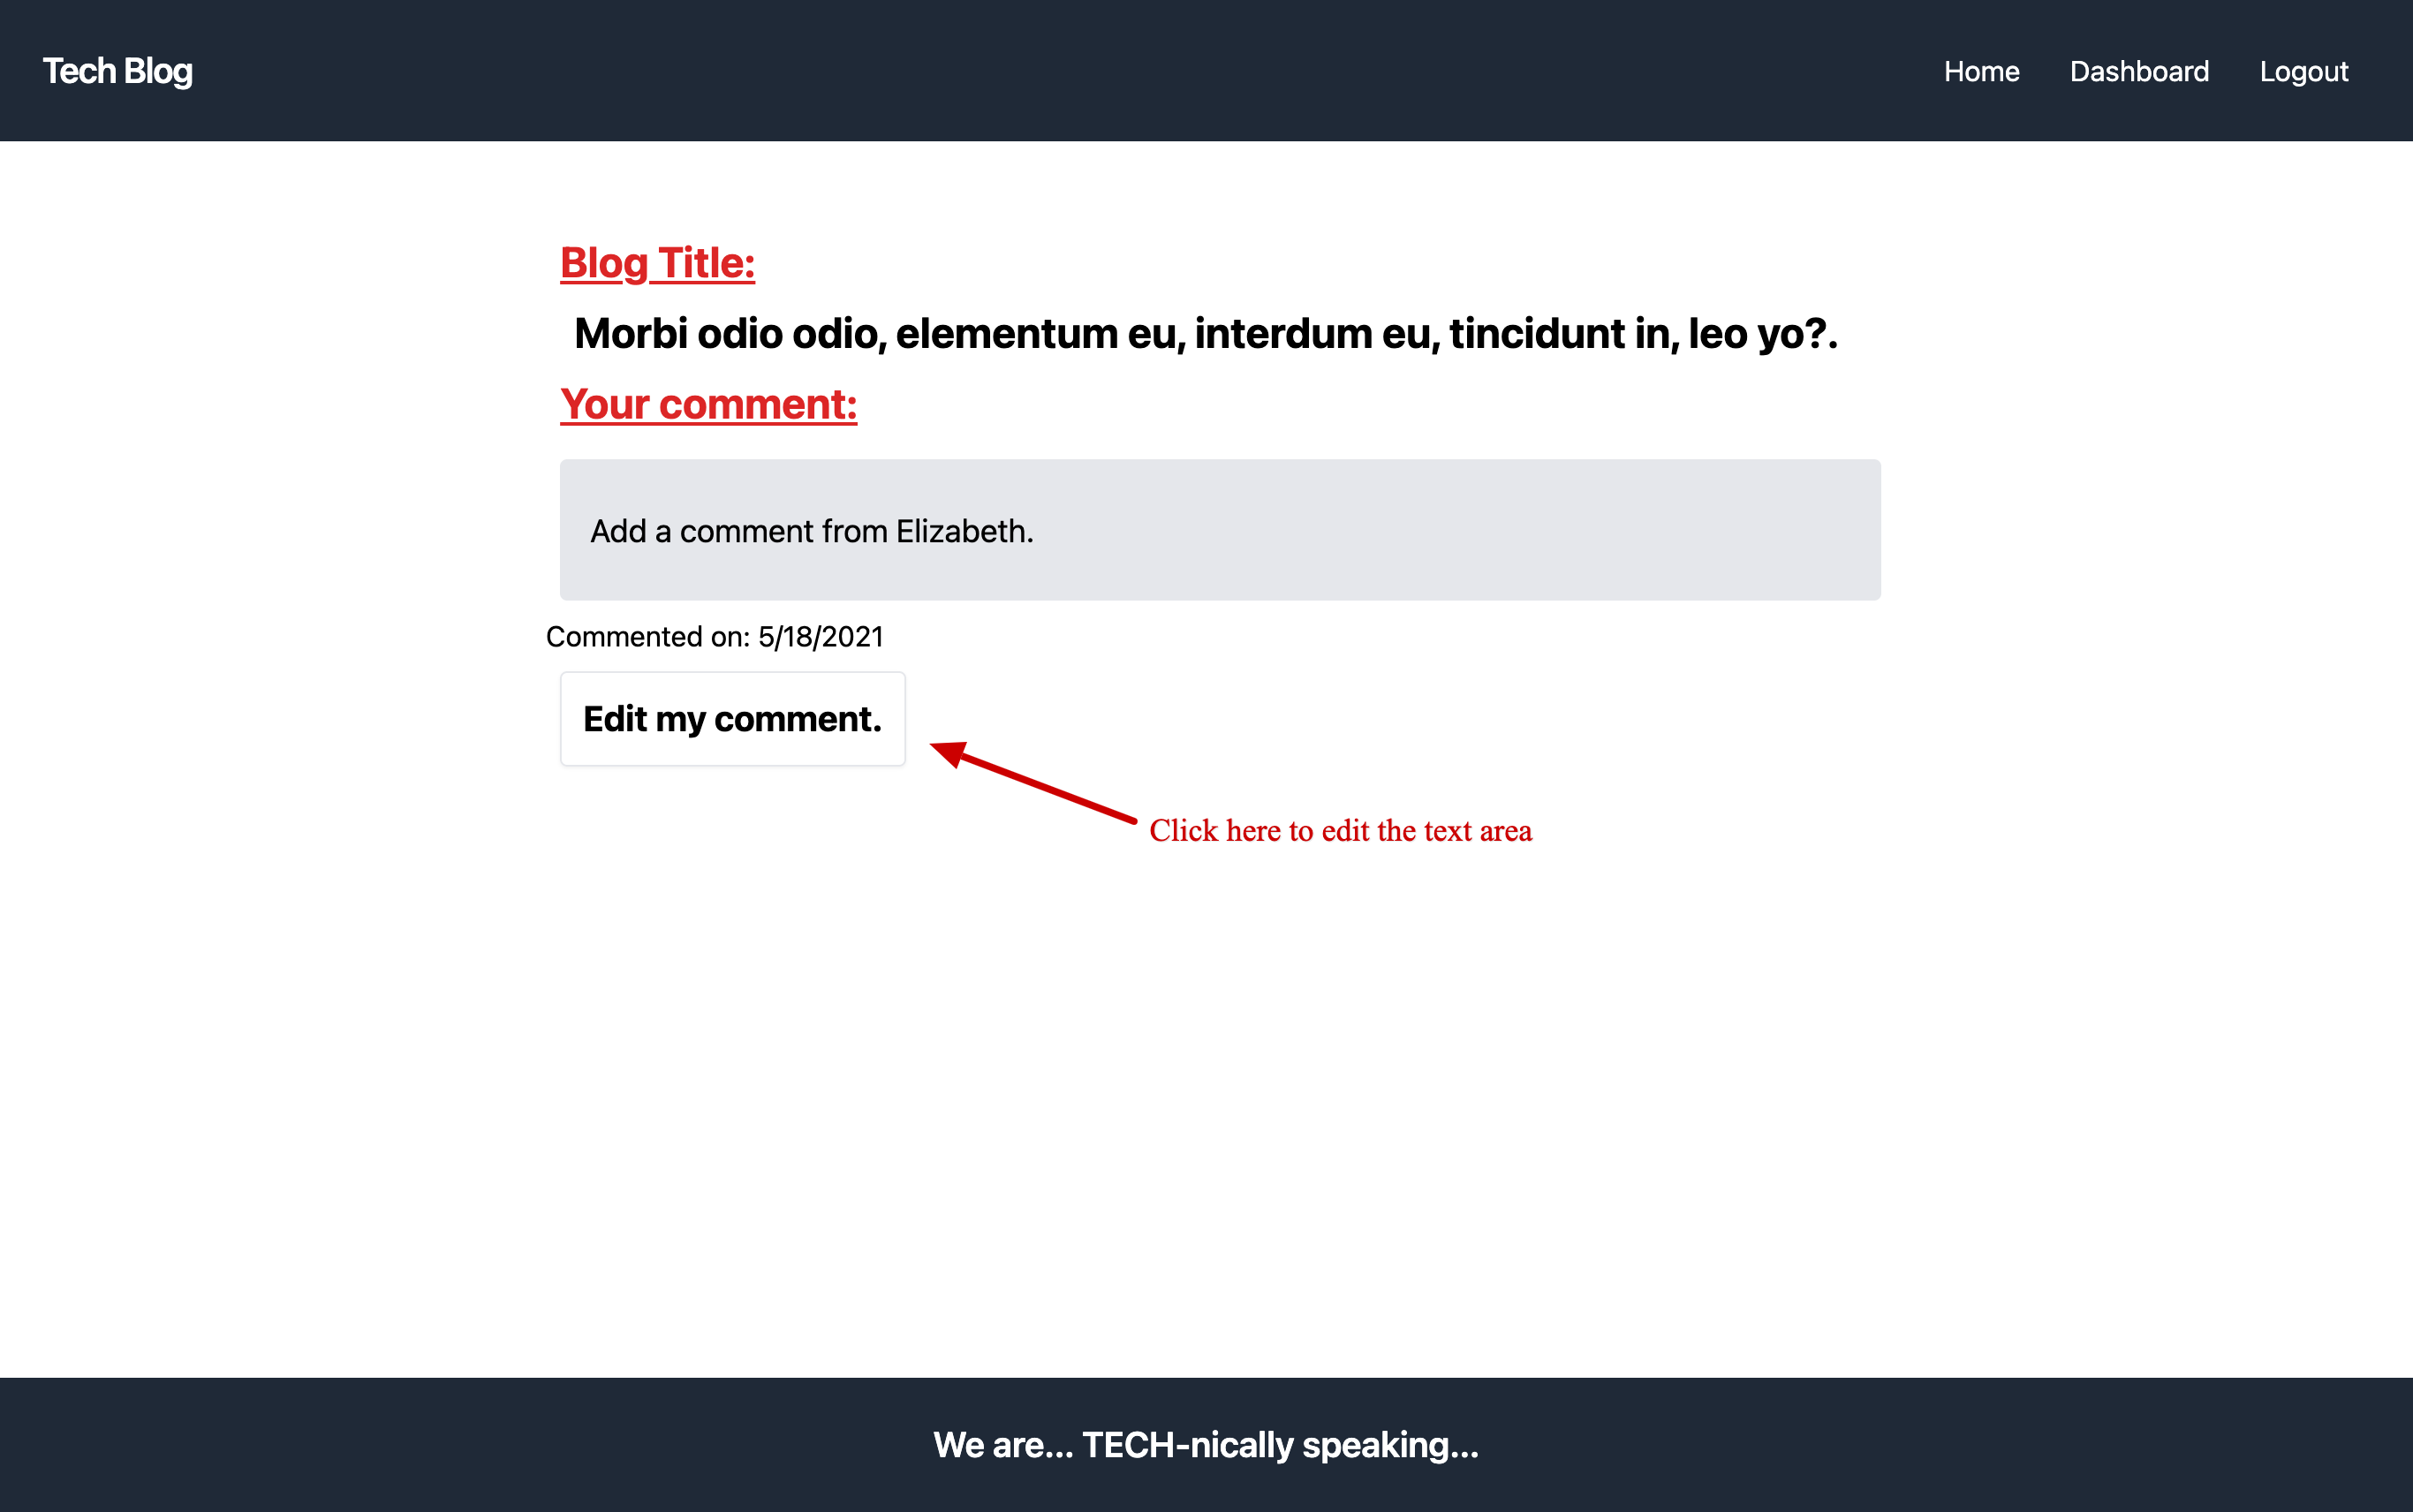 Tech Blog
Home Dashboard Logout
Blog Title:
Morbi odio odio, elementum eu, interdum eu, tincidunt in, leo yo?.
Your comment:
Add a comment from Elizabeth.
Commented on: 5/18/2021
Edit my comment.
Click here to edit the text area
We are... TECH-nically speaking...